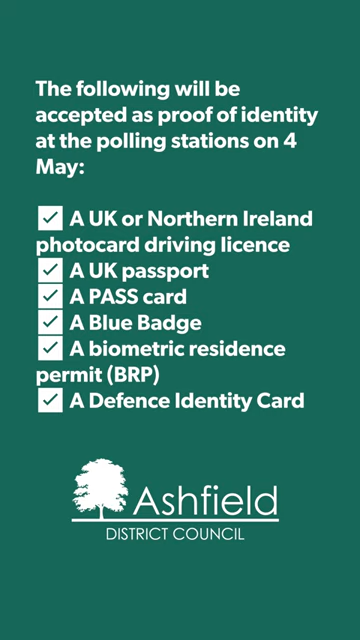 The following will be
accepted as proof of identity
at the polling stations on 4
May:
✓ A UK or Northern Ireland
photocard driving licence
✓ A UK passport
✓ A PASS card
✓ A Blue Badge
✓ A biometric residence
permit (BRP)
✓ A Defence Identity Card
Ashfield
DISTRICT COUNCIL